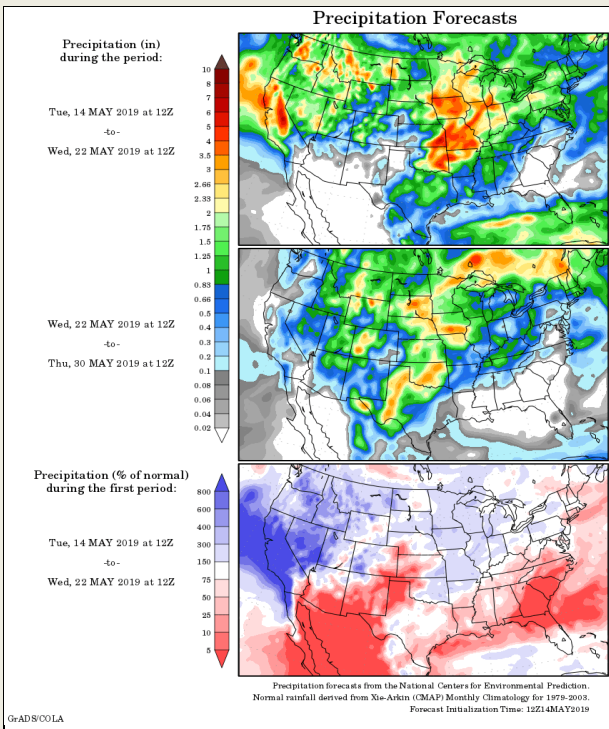 Precipitation Forecasts
Precipitation (in)
during the period:
Tue, 14 MAY 2019 at 12Z
-to-
Wed, 22 MAY 2019 at 12Z
10
8
7
6
5
4
3.5
3
2.66
2.33
2
1.75
1.5
1.25
1
0.83
0.66
0.5
0.4
0.3
0.2
0.1
0.08
0.06
0.04
0.02
Wed, 22 MAY 2019 at 12Z
-to-
Thu, 30 MAY 2019 at 12Z
Precipitation (% of normal)
during the first period:
Tue, 14 MAY 2019 at 12Z
-to-
Wed, 22 MAY 2019 at 12Z
800
600
400
300
150
75
50
25
10
5
Precipitation forecasts from the National Centers for Environmental Prediction.
Normal rainfall derived from Xie-Arkin (CMAP) Monthly Climatology for 1979-2003.
Forecast Initialization Time: 12Z14MAY2019
GrADS/COLA